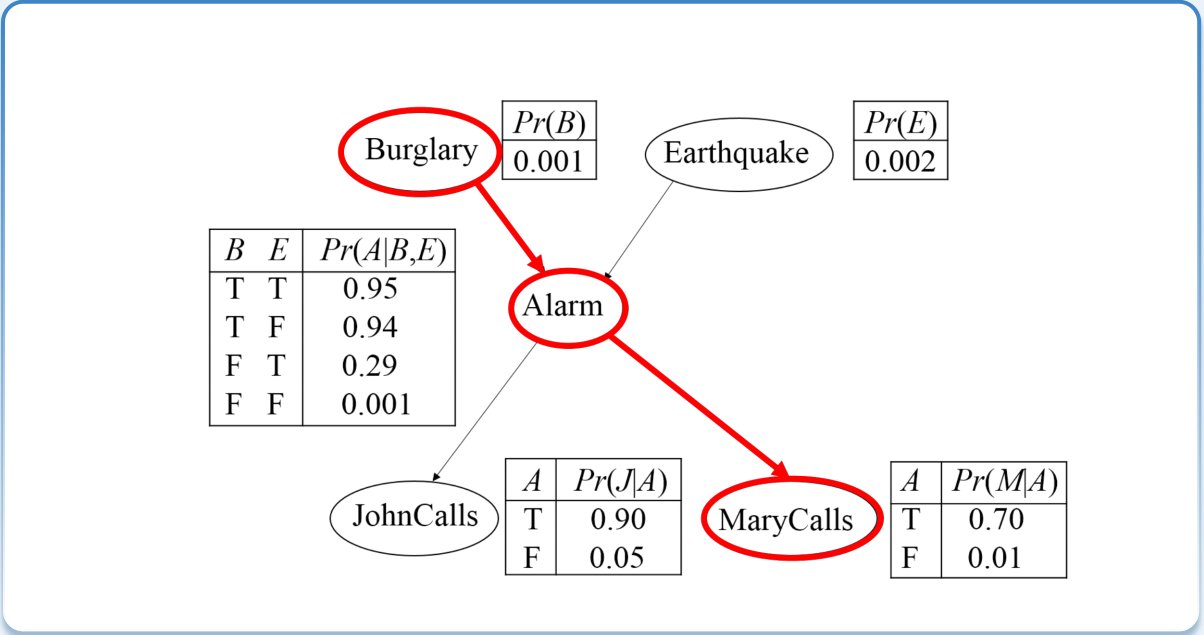 Burglary
Pr(B)
0.001
Earthquake
Pr(E)
0.002
B E Pr(A|B,E)
T T 0.95
T F 0.94
F T 0.29
F F 0.001
Alarm
JohnCalls
A Pr(J|A)
T 0.90
F 0.05
MaryCalls
A Pr(M|A)
T 0.70
F 0.01